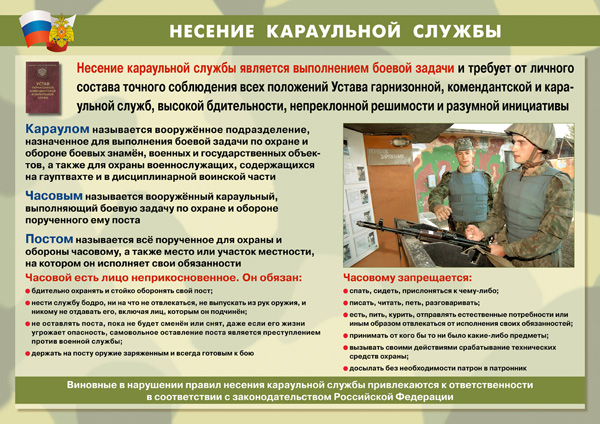 НЕСЕНИЕ КАРАУЛЬНОЙ СЛУЖБЫ
УСТАВ
Несение караульной службы является выполнением боевой задачи и требует от личного
состава точного соблюдения всех положений Устава гарнизонной, комендантской и кара-
ульной служб, высокой бдительности, непреклонной решимости и разумной инициативы
Караулом называется вооружённое подразделение,
назначенное для выполнения боевой задачи по охране и
обороне боевых знамён, военных и государственных объек-
тов, а также для охраны военнослужащих, содержащихся
на гауптвахте и в дисциплинарной воинской части
Часовым называется вооружённый караульный,
выполняющий боевую задачу по охране и обороне
порученного ему поста
Постом называется всё порученное для охраны и
обороны часовому, а также место или участок местности,
на котором он исполняет свои обязанности
Часовой есть лицо неприкосновенное. Он обязан:
• бдительно охранять и стойко оборонять свой пост;
• нести службу бодро, ни на что не отвлекаться, не выпускать из рук оружия, и
никому не отдавать его, включая лиц, которым он подчинён;
• не оставлять поста, пока не будет сменён или снят, даже если его жизни
угрожает опасность, самовольное оставление поста является преступлением
против военной службы;
• держать на посту оружие заряженным и всегда готовым к бою
Часовому запрещается:
• спать, сидеть, прислоняться к чему-либо;
• писать, читать, петь, разговаривать;
• есть, пить, курить, отправлять естественные потребности или
иным образом отвлекаться от исполнения своих обязанностей;
• принимать от кого бы то ни было какие-либо предметы;
• вызывать своими действиями срабатывание технических
средств охраны;
• досылать без необходимости патрон в патронник
Виновные в нарушении правил несения караульной службы привлекаются к ответственности
в соответствии с законодательством Российской Федерации